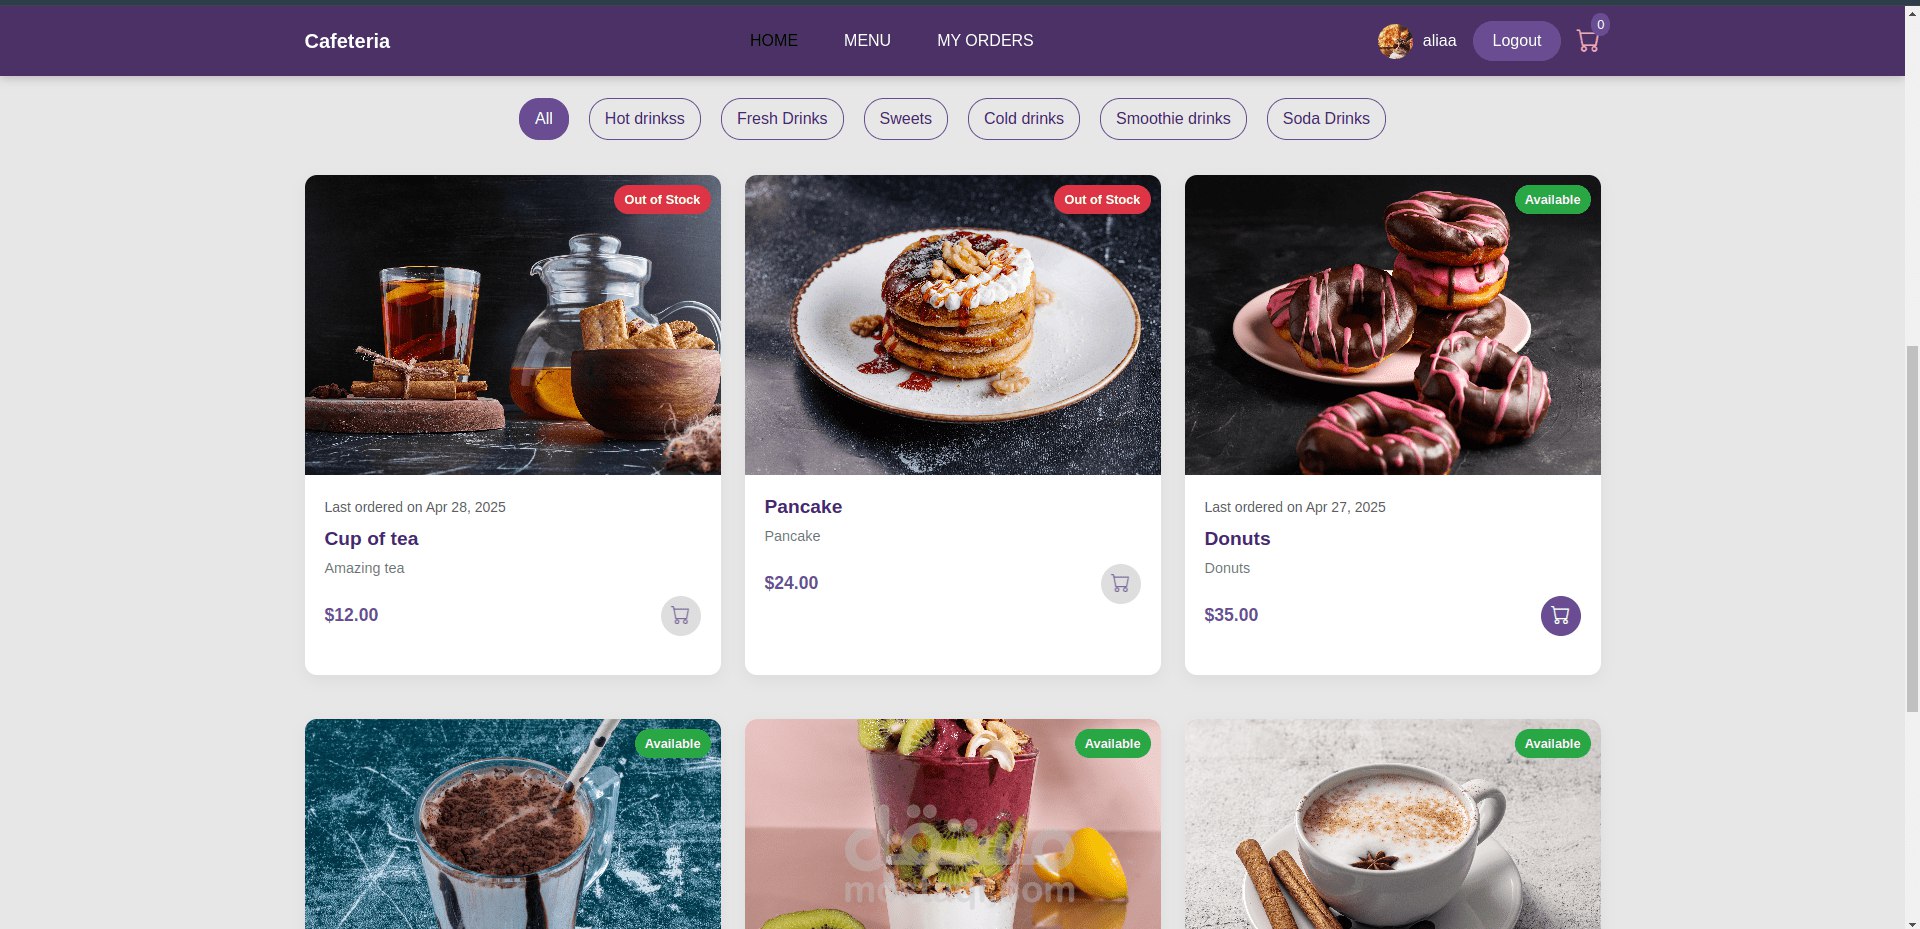 Cafeteria
HOME MENU MY ORDERS
aliaa
Logout
0
All Hot drinkss Fresh Drinks Sweets Cold drinks Smoothie drinks Soda Drinks
Out of Stock
Last ordered on Apr 28, 2025
Cup of tea
Amazing tea
$12.00
Out of Stock
Pancake
Pancake
$24.00
Available
Last ordered on Apr 27, 2025
Donuts
Donuts
$35.00
Available
Available
مستقل
mostaql.com
Available